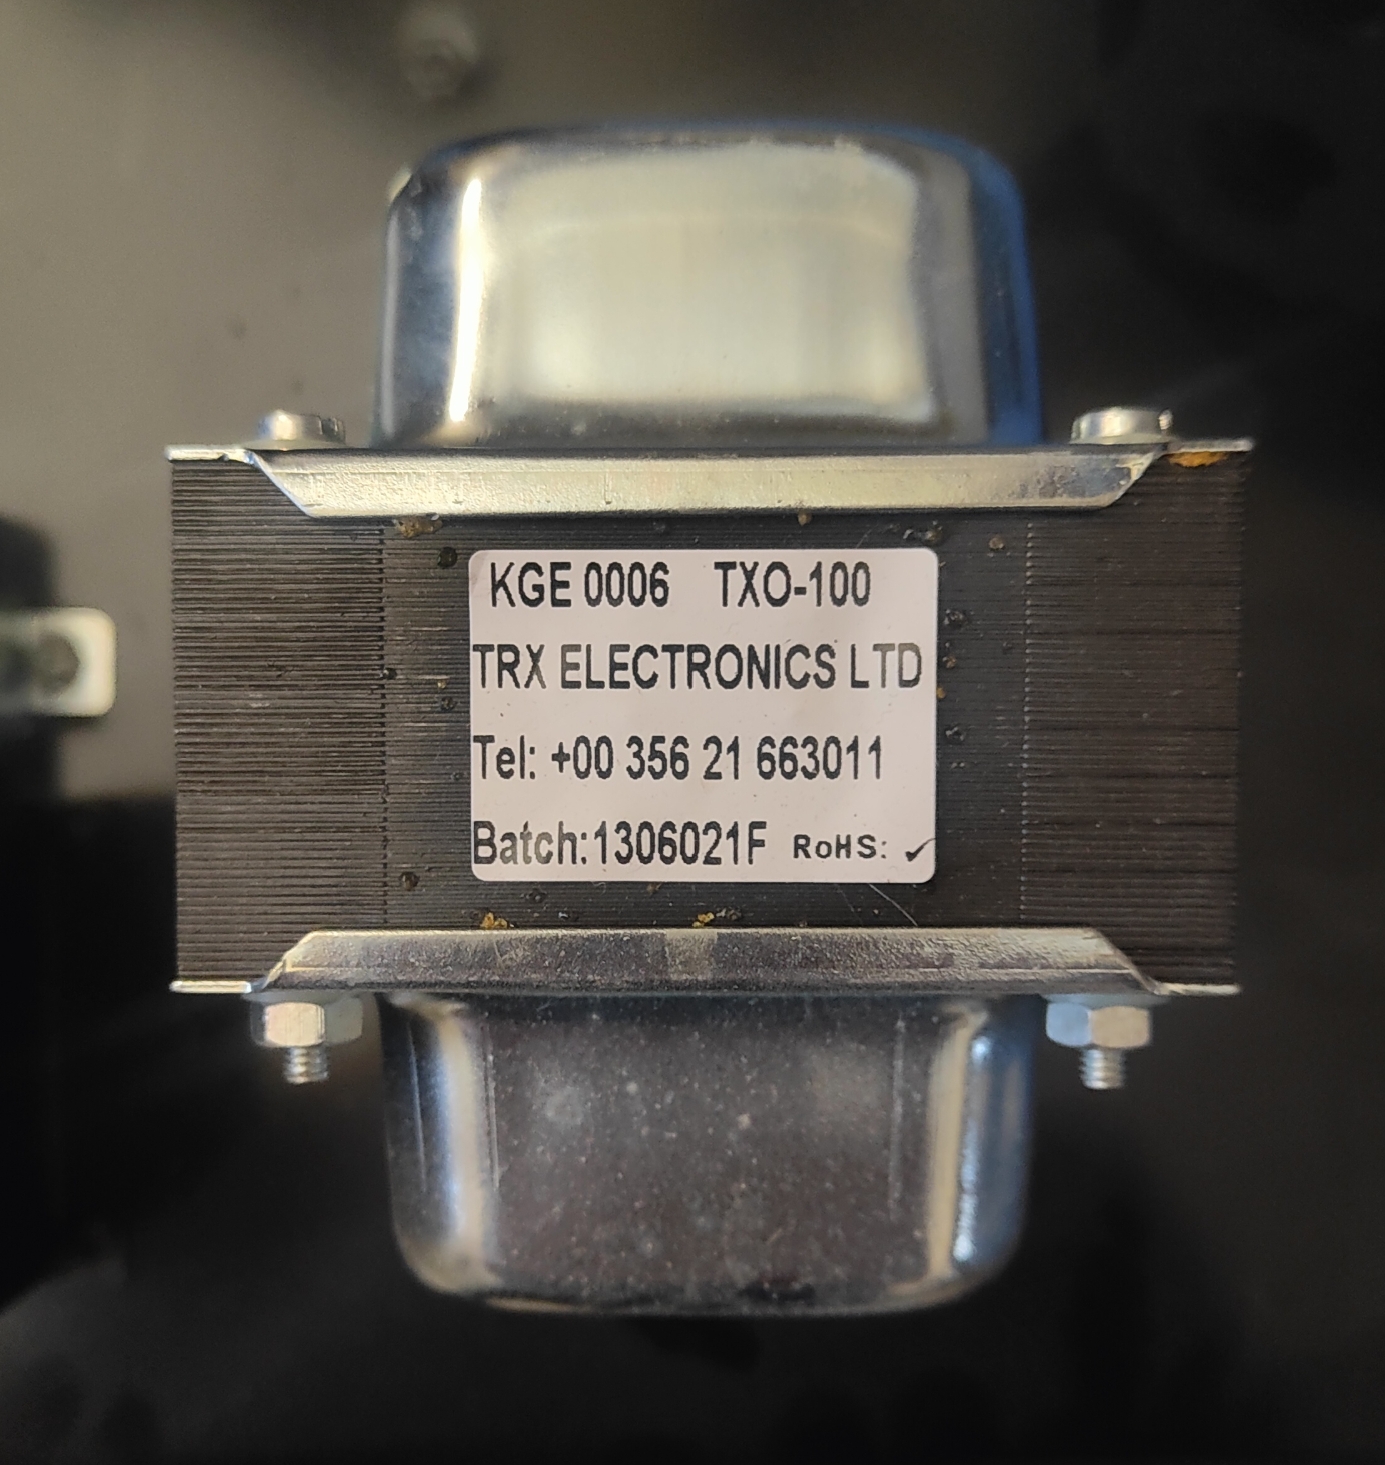 KGE 0006 TXO-100
TRX ELECTRONICS LTD
Tel: +00 356 21 663011
Batch:1306021F RoHS: ✓